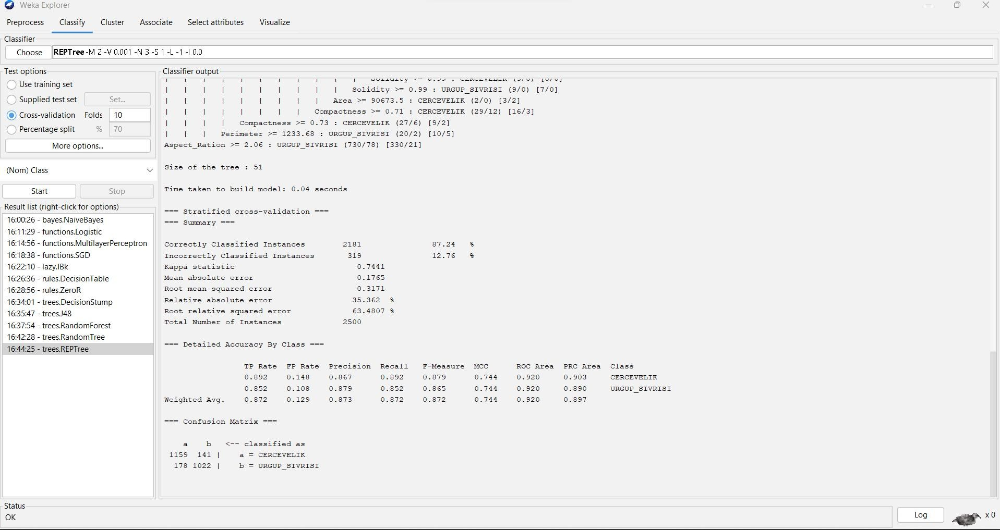 Weka Explorer
Preprocess Classify Cluster Associate Select attributes Visualize
Classifier
Choose REPTree -M 2 -V 0.001 -N 3 -S 1 -L -1 -I 0.0
Test options
Use training set
Supplied test set Set...
Cross-validation Folds 10
Percentage split % 70
More options...
(Nom) Class
Start Stop
Result list (right-click for options)
16:00:26 - bayes.NaiveBayes
16:11:29 - functions.Logistic
16:14:56 - functions.MultilayerPerceptron
16:18:38 - functions.SGD
16:22:10 - lazy.IBk
16:26:36 - rules.DecisionTable
16:28:56 - rules.ZeroR
16:34:01 - trees.DecisionStump
16:35:47 - trees.J48
16:37:54 - trees.RandomForest
16:42:28 - trees.RandomTree
16:44:25 - trees.REPTree
Classifier output
| | | | | | | | | | | Solidity >= 0.99 : CERCEVELIK (3/0) [0/0]
| | | | | | | | | | Solidity >= 0.99 : URGUP_SIVRISI (9/0) [7/0]
| | | | | | | | | Area >= 90673.5 : CERCEVELIK (2/0) [3/2]
| | | | | | | | Compactness >= 0.71 : CERCEVELIK (29/12) [16/3]
| | | | Compactness >= 0.73 : CERCEVELIK (27/6) [9/2]
| | | Perimeter >= 1233.68 : URGUP_SIVRISI (20/2) [10/5]
Aspect_Ration >= 2.06 : URGUP_SIVRISI (730/78) [330/21]
Size of the tree : 51
Time taken to build model: 0.04 seconds
=== Stratified cross-validation ===
=== Summary ===
Correctly Classified Instances 2181 87.24 %
Incorrectly Classified Instances 319 12.76 %
Kappa statistic 0.7441
Mean absolute error 0.1765
Root mean squared error 0.3171
Relative absolute error 35.362 %
Root relative squared error 63.4807 %
Total Number of Instances 2500
=== Detailed Accuracy By Class ===
TP Rate FP Rate Precision Recall F-Measure MCC ROC Area PRC Area Class
0.892 0.148 0.867 0.892 0.879 0.744 0.920 0.903 CERCEVELIK
0.852 0.108 0.879 0.852 0.865 0.744 0.920 0.890 URGUP_SIVRISI
Weighted Avg. 0.872 0.129 0.873 0.872 0.872 0.744 0.920 0.897
=== Confusion Matrix ===
a b <-- classified as
1159 141 | a = CERCEVELIK
178 1022 | b = URGUP_SIVRISI
Status
OK
Log x 0